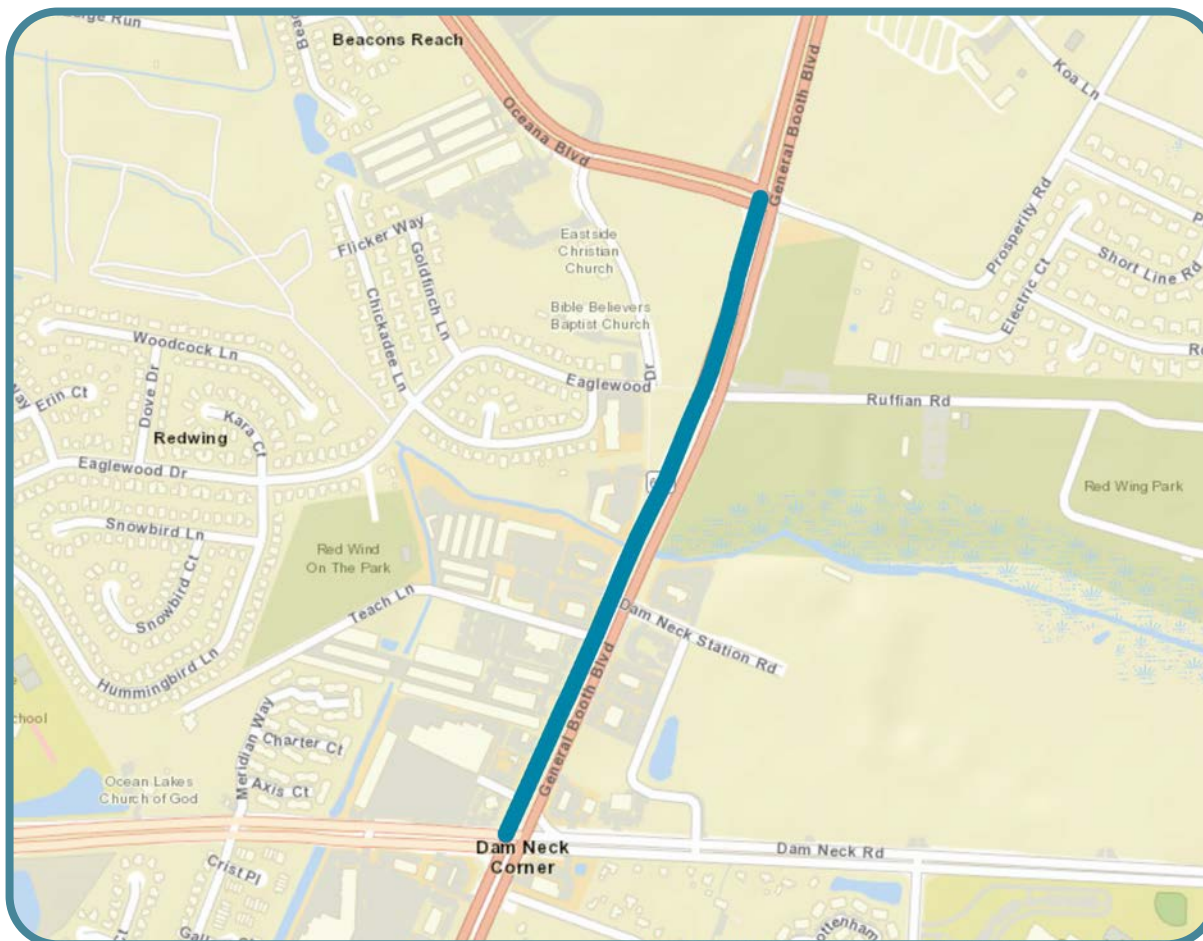 Beacons Reach
Oceana Blvd
General Booth Blvd
Koa Ln
Prosperity Rd
Short Line Rd
Electric Ct
Flicker Way
Goldfinch Ln
Chickadee Ln
Eastside
Christian
Church
Bible Believers
Baptist Church
Woodcock Ln
Dove Dr
Erin Ct
Kara Ct
Redwing
Eaglewood
Dr
Ruffian Rd
Eaglewood Dr
Snowbird Ln
Snowbird Ct
Red Wind
On The Park
Red Wing Park
Teach Ln
Dam Neck Station Rd
Hummingbird Ln
General Booth Blvd
Meridian Way
Charter Ct
Axis Ct
Ocean Lakes
Church of God
Dam Neck
Corner
Dam Neck Rd
Crist Pl